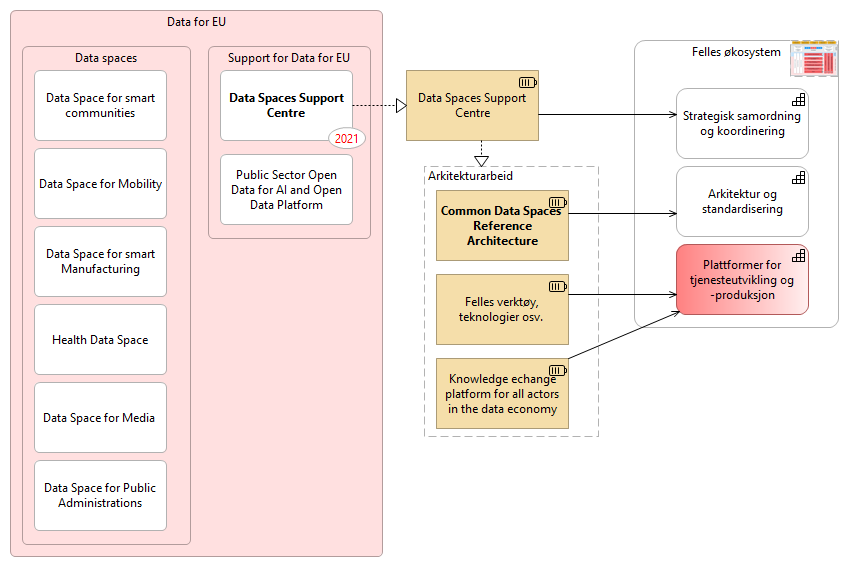 Data for EU
Data spaces
Data Space for smart
communities
Data Space for Mobility
Data Space for smart
Manufacturing
Health Data Space
Data Space for Media
Data Space for Public
Administrations
Support for Data for EU
Data Spaces Support
Centre
2021
Public Sector Open
Data for AI and Open
Data Platform
Data Spaces Support
Centre
Arkitekturarbeid
Common Data Spaces
Reference
Architecture
Felles verktøy,
teknologier osv.
Knowledge echange
platform for all actors
in the data economy
Felles økosystem
Strategisk samordning
og koordinering
Arkitektur og
standardisering
Plattformer for
tjenesteutvikling og
-produksjon